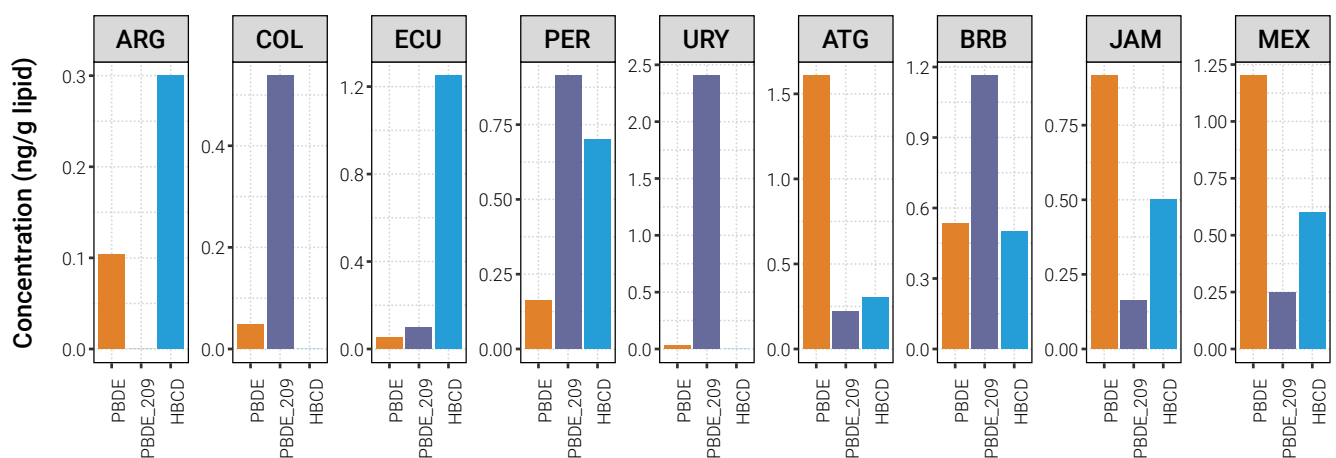 Concentration (ng/g lipid)
ARG
0.3
0.2
0.1
0.0
PBDE
PBDE_209
HBCD
COL
0.4
0.2
0.0
PBDE
PBDE_209
HBCD
ECU
1.2
0.8
0.4
0.0
PBDE
PBDE_209
HBCD
PER
0.75
0.50
0.25
0.00
PBDE
PBDE_209
HBCD
URY
2.5
2.0
1.5
1.0
0.5
0.0
PBDE
PBDE_209
HBCD
ATG
1.5
1.0
0.5
0.0
PBDE
PBDE_209
HBCD
BRB
1.2
0.9
0.6
0.3
0.0
PBDE
PBDE_209
HBCD
JAM
0.75
0.50
0.25
0.00
PBDE
PBDE_209
HBCD
MEX
1.25
1.00
0.75
0.50
0.25
0.00
PBDE
PBDE_209
HBCD